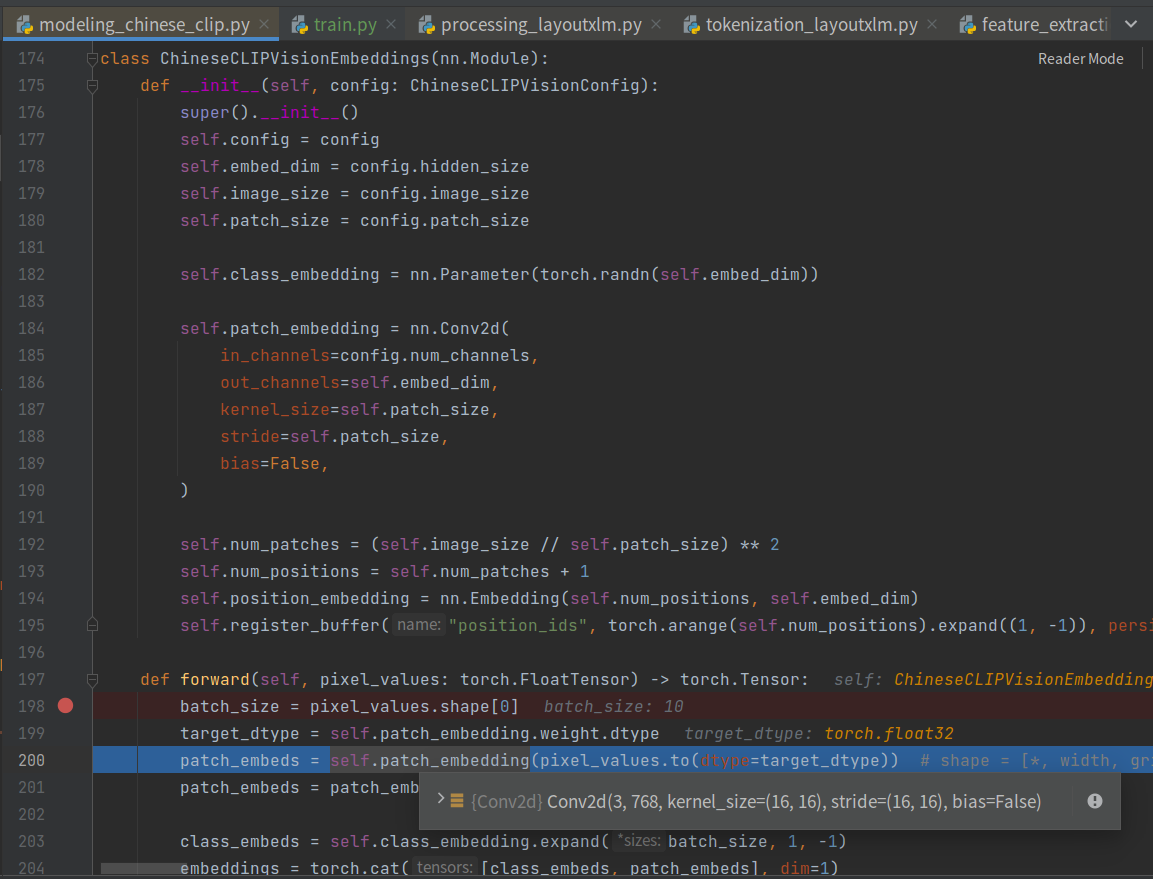 modeling_chinese_clip.py train.py processing_layoutxlm.py tokenization_layoutxlm.py feature_extracti
Reader Mode
174 class ChineseCLIPVisionEmbeddings(nn.Module):
175 def __init__(self, config: ChineseCLIPVisionConfig):
176 super().__init__()
177 self.config = config
178 self.embed_dim = config.hidden_size
179 self.image_size = config.image_size
180 self.patch_size = config.patch_size
181
182 self.class_embedding = nn.Parameter(torch.randn(self.embed_dim))
183
184 self.patch_embedding = nn.Conv2d(
185 in_channels=config.num_channels,
186 out_channels=self.embed_dim,
187 kernel_size=self.patch_size,
188 stride=self.patch_size,
189 bias=False,
190 )
191
192 self.num_patches = (self.image_size // self.patch_size) ** 2
193 self.num_positions = self.num_patches + 1
194 self.position_embedding = nn.Embedding(self.num_positions, self.embed_dim)
195 self.register_buffer( name: "position_ids", torch.arange(self.num_positions).expand((1, -1)), persi
196
197 def forward(self, pixel_values: torch.FloatTensor) -> torch.Tensor: self: ChineseCLIPVisionEmbedding
198 batch_size = pixel_values.shape[0] batch_size: 10
199 target_dtype = self.patch_embedding.weight.dtype target_dtype: torch.float32
200 patch_embeds = self.patch_embedding(pixel_values.to(dtype=target_dtype)) # shape = [*, width, gr
201 patch_embeds = patch_emb
{Conv2d} Conv2d(3, 768, kernel_size=(16, 16), stride=(16, 16), bias=False)
202
203 class_embeds = self.class_embedding.expand( *sizes: batch_size, 1, -1)
204 embeddings = torch.cat( tensors: [class_embeds, patch_embeds], dim=1)